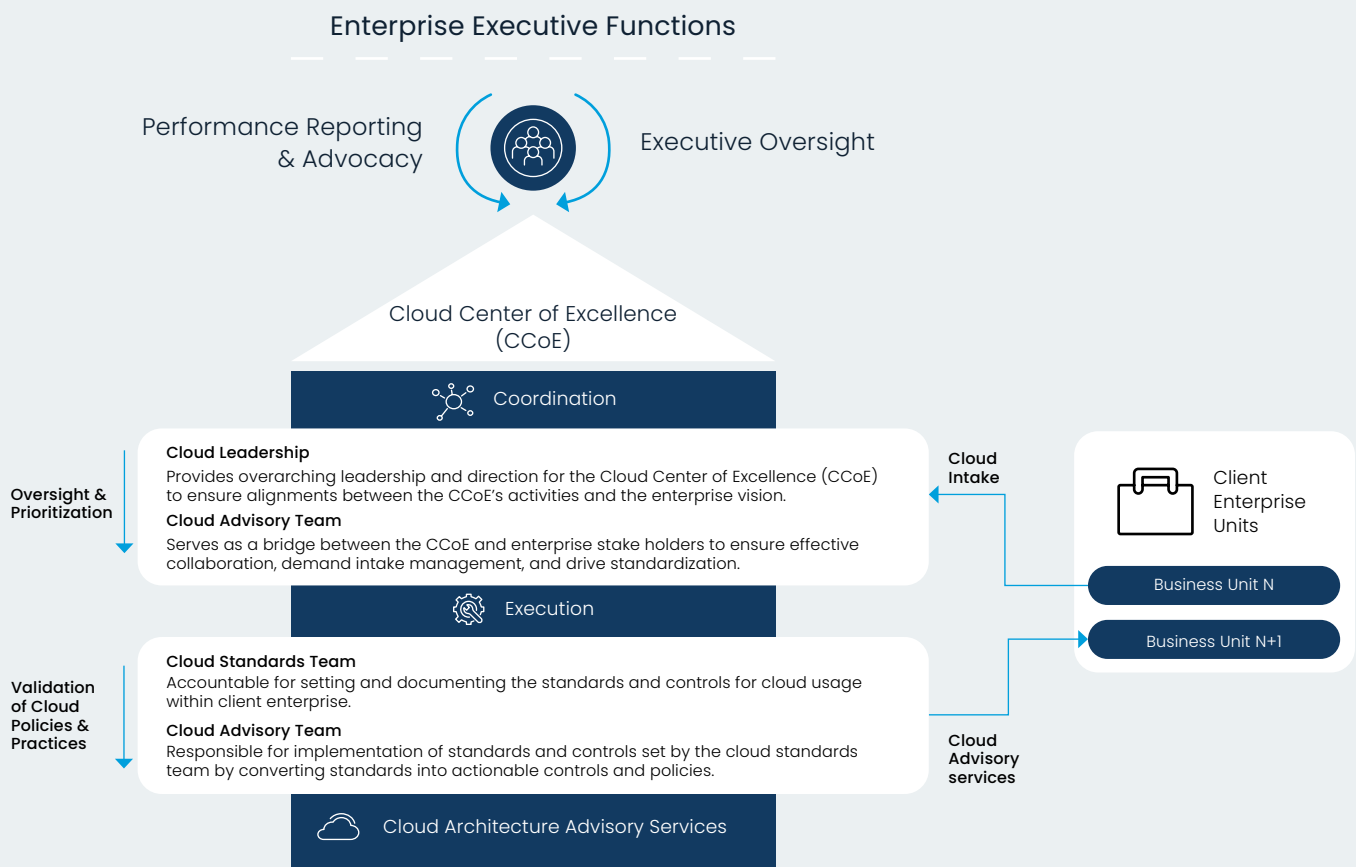 Enterprise Executive Functions
Performance Reporting
& Advocacy
Executive Oversight
Cloud Center of Excellence
(CCoE)
Coordination
Oversight &
Prioritization
Cloud Leadership
Provides overarching leadership and direction for the Cloud Center of Excellence (CCoE)
to ensure alignments between the CCoE's activities and the enterprise vision.
Cloud Advisory Team
Serves as a bridge between the CCoE and enterprise stake holders to ensure effective
collaboration, demand intake management, and drive standardization.
Cloud
Intake
Client
Enterprise
Units
Business Unit N
Business Unit N+1
Execution
Validation
of Cloud
Policies &
Practices
Cloud Standards Team
Accountable for setting and documenting the standards and controls for cloud usage
within client enterprise.
Cloud Advisory Team
Responsible for implementation of standards and controls set by the cloud standards
team by converting standards into actionable controls and policies.
Cloud
Advisory
services
Cloud Architecture Advisory Services